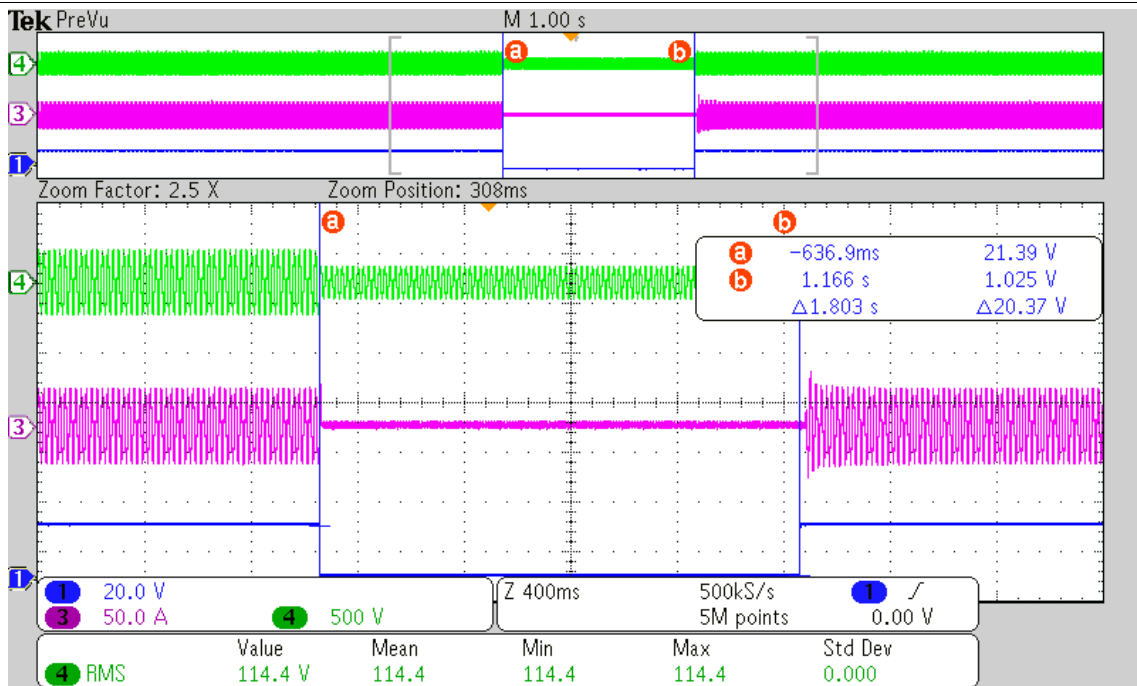 Tek PreVu M 1.00 s
4
a b
3
1
Zoom Factor: 2.5 X Zoom Position: 308ms
a b
a -636.9ms 21.39 V
b 1.166 s 1.025 V
△1.803 s △20.37 V
4
3
1
1 20.0 V
3 50.0 A 4 500 V
Z 400ms 500kS/s 1
5M points 0.00 V
Value Mean Min Max Std Dev
4 RMS 114.4 V 114.4 114.4 114.4 0.000